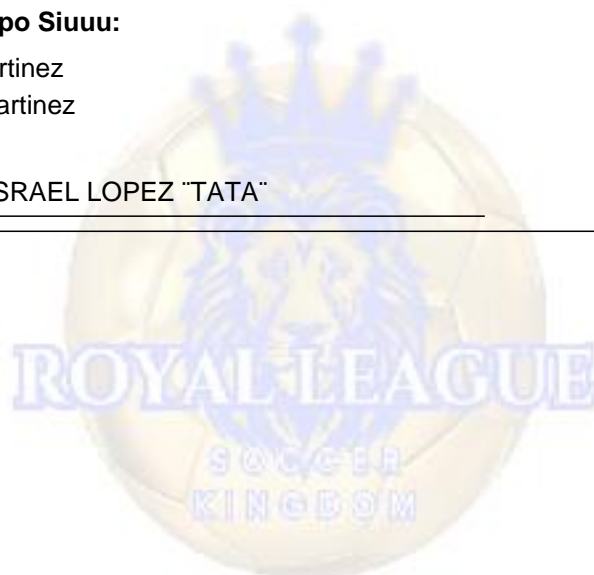 po Siuuu:
rtinez
artinez
SRAEL LOPEZ ¨TATA¨
ROYAL LEAGUE
SOCCER
KINGDOM